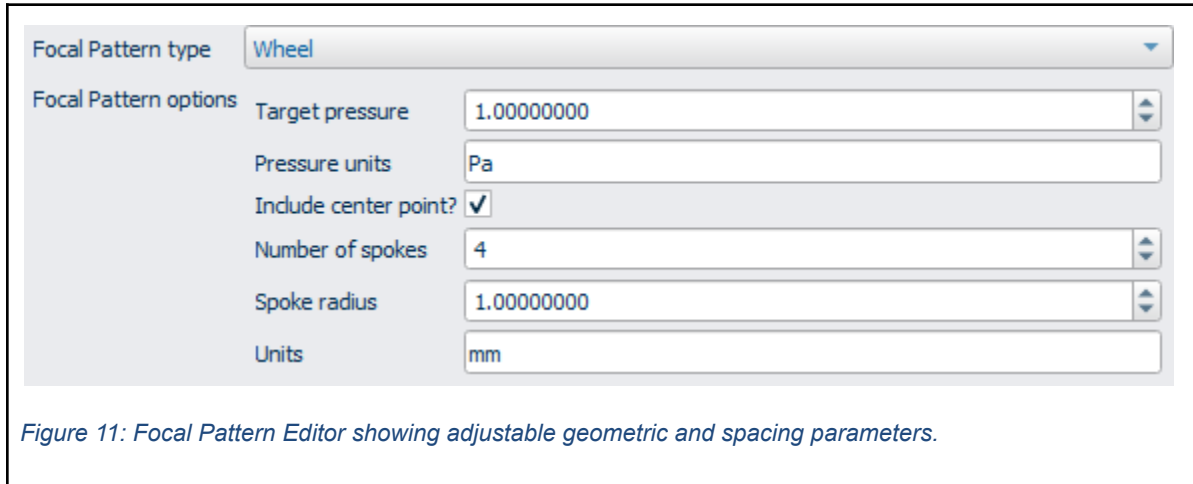 Focal Pattern type Wheel
Focal Pattern options
Target pressure 1.00000000
Pressure units Pa
Include center point?
Number of spokes 4
Spoke radius 1.00000000
Units mm
Figure 11: Focal Pattern Editor showing adjustable geometric and spacing parameters.